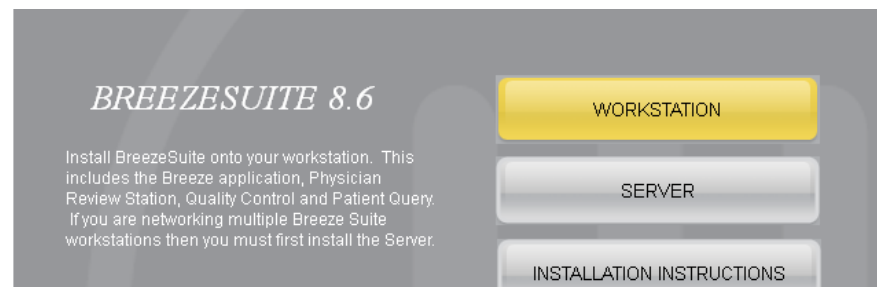 BREEZESUITE 8.6
Install BreezeSuite onto your workstation. This
includes the Breeze application, Physician
Review Station, Quality Control and Patient Query.
If you are networking multiple Breeze Suite
workstations then you must first install the Server.
WORKSTATION
SERVER
INSTALLATION INSTRUCTIONS